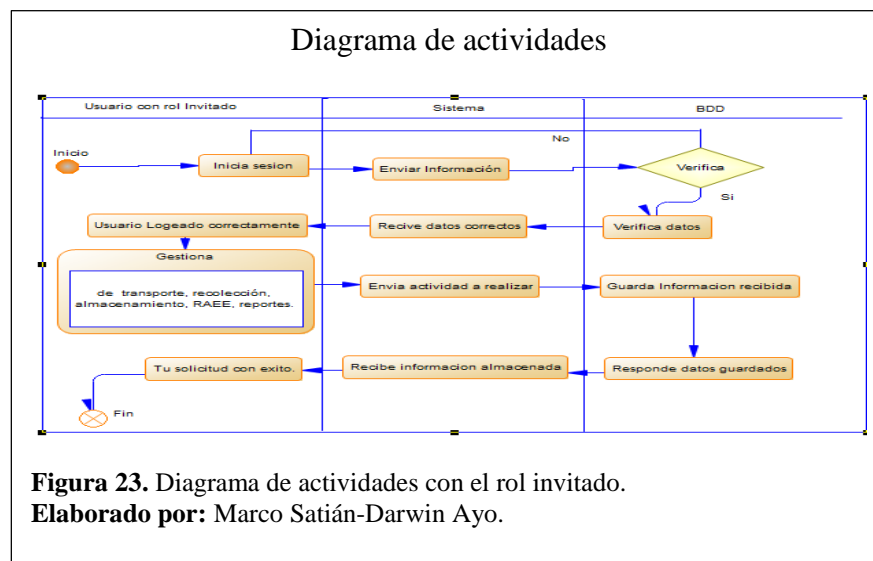 Diagrama de actividades
Usuario con rol Invitado
Sistema
BDD
No
Inicio
Inicia sesion
Enviar Información
Verifica
Si
Usuario Logeado correctamente
Recive datos correctos
Verifica datos
Gestiona
de transporte, recolección,
almacenamiento, RAEE, reportes.
Envia actividad a realizar
Guarda Informacion recibida
Tu solicitud con exito.
Recibe informacion almacenada
Responde datos guardados
Fin
Figura 23. Diagrama de actividades con el rol invitado.
Elaborado por: Marco Satián-Darwin Ayo.